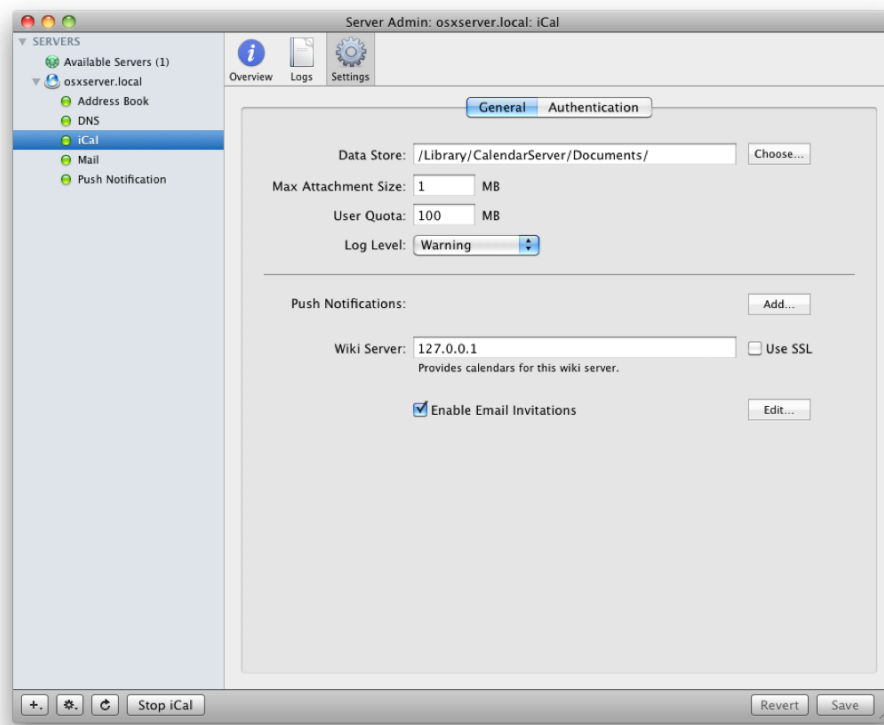 Server Admin: osxserver.local: iCal
SERVERS
Available Servers (1)
osxserver.local
Address Book
DNS
iCal
Mail
Push Notification
Overview
Logs
Settings
General
Authentication
Data Store: /Library/CalendarServer/Documents/ Choose...
Max Attachment Size: 1 MB
User Quota: 100 MB
Log Level: Warning
Push Notifications: Add...
Wiki Server: 127.0.0.1 Use SSL
Provides calendars for this wiki server.
Enable Email Invitations Edit...
Stop iCal
Revert
Save